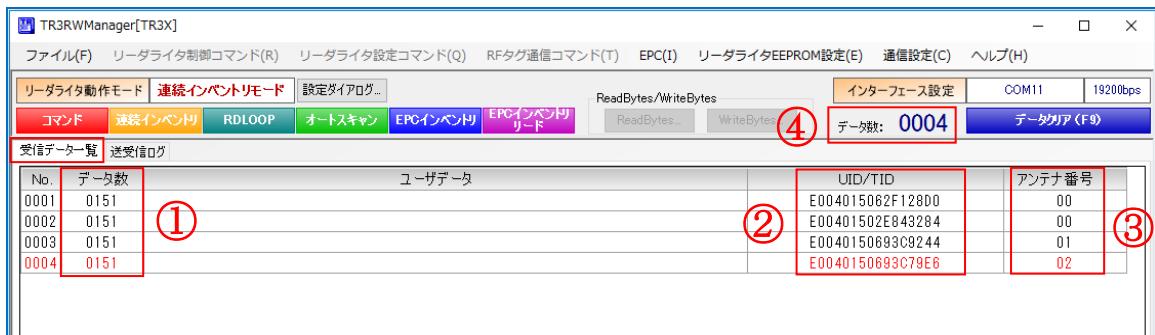 TR3RWManager[TR3X]
ファイル(F) リーダライタ制御コマンド(R) リーダライタ設定コマンド(Q) RFタグ通信コマンド(T) EPC(I) リーダライタEEPROM設定(E) 通信設定(C) ヘルプ(H)
リーダライタ動作モード 連続インベントリモード 設定ダイアログ... ReadBytes/WriteBytes インターフェース設定 COM11 19200bps
コマンド 連続インベントリ RDLOOP オートスキャン EPCインベントリ EPCインベントリリード ReadBytes... WriteBytes... ④ データ数: 0004 データクリア(F9)
受信データ一覧 送受信ログ
No. データ数 ユーザデータ UID/TID アンテナ番号
0001 0151 E004015062F128D0 00
0002 0151 E00401502E843284 00
0003 0151 E0040150693C9244 01
0004 0151 E0040150693C79E6 02
① ② ③